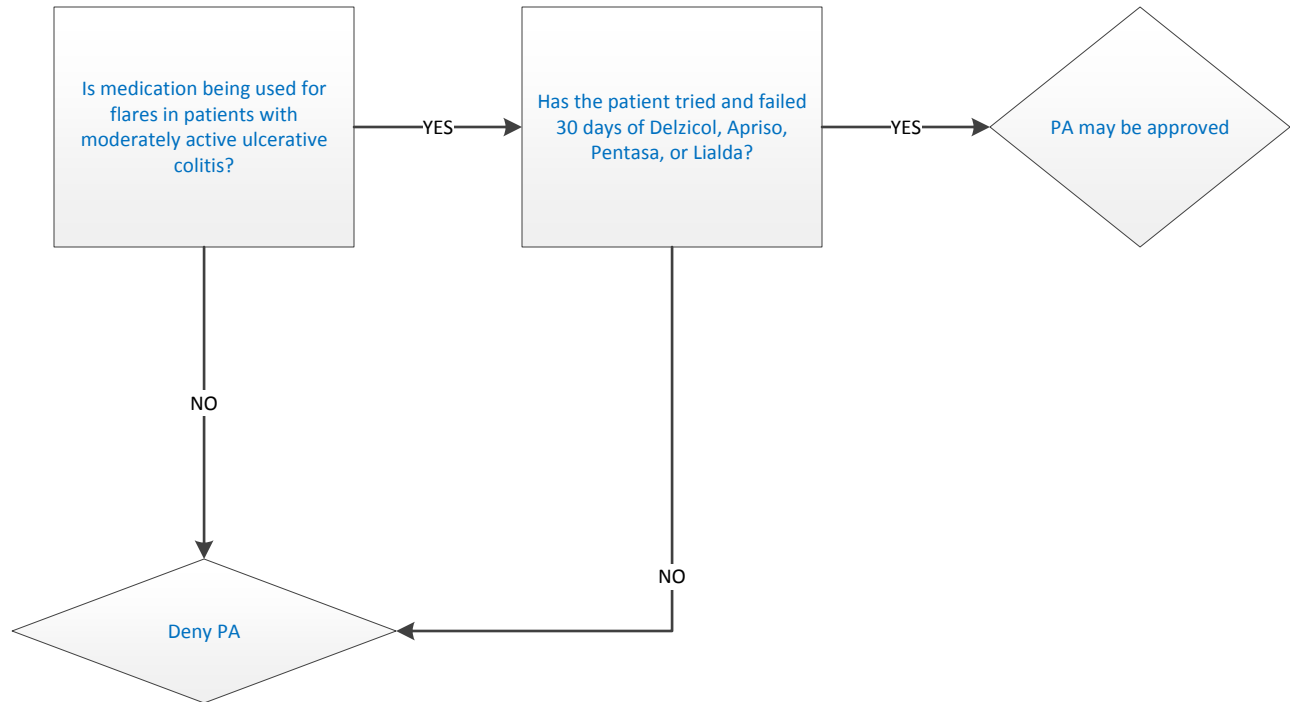 Is medication being used for
flares in patients with
moderately active ulcerative
colitis?
YES
Has the patient tried and failed
30 days of Delzicol, Apriso,
Pentasa, or Lialda?
YES
PA may be approved
NO
NO
Deny PA